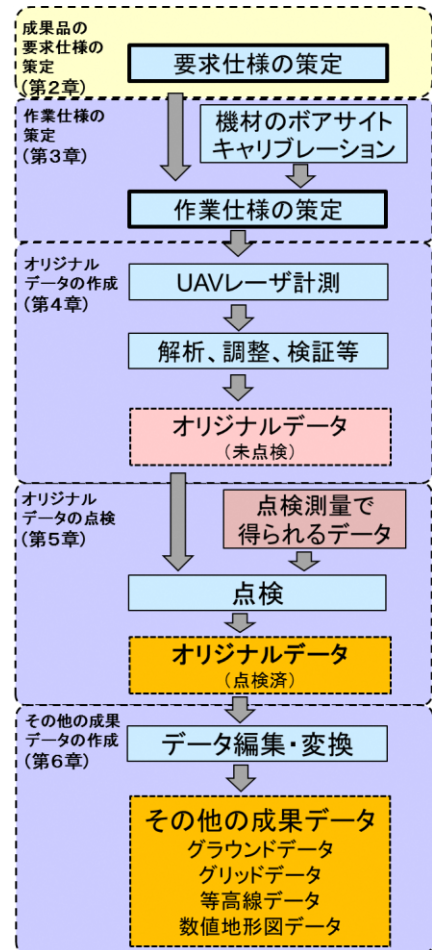 成果品の
要求仕様の
策定
(第2章)
要求仕様の策定
作業仕様の
策定
(第3章)
機材のボアサイト
キャリブレーション
作業仕様の策定
オリジナル
データの作成
(第4章)
UAVレーザ計測
解析、調整、検証等
オリジナルデータ
(未点検)
オリジナル
データの点検
(第5章)
点検測量で
得られるデータ
点検
オリジナルデータ
(点検済)
その他の成果
データの作成
(第6章)
データ編集・変換
その他の成果データ
グラウンドデータ
グリッドデータ
等高線データ
数値地形図データ